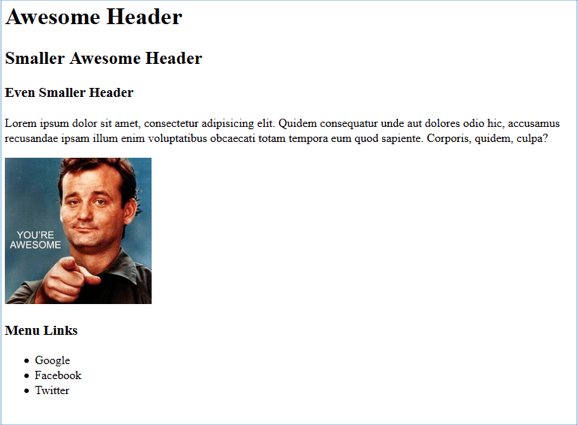 Awesome Header
Smaller Awesome Header
Even Smaller Header
Lorem ipsum dolor sit amet, consectetur adipisicing elit. Quidem consequatur unde aut dolores odio hic, accusamus
recusandae ipsam illum enim voluptatibus obcaecati totam tempora eum quod sapiente. Corporis, quidem, culpa?
YOU'RE
AWESOME
Menu Links
Google
Facebook
Twitter